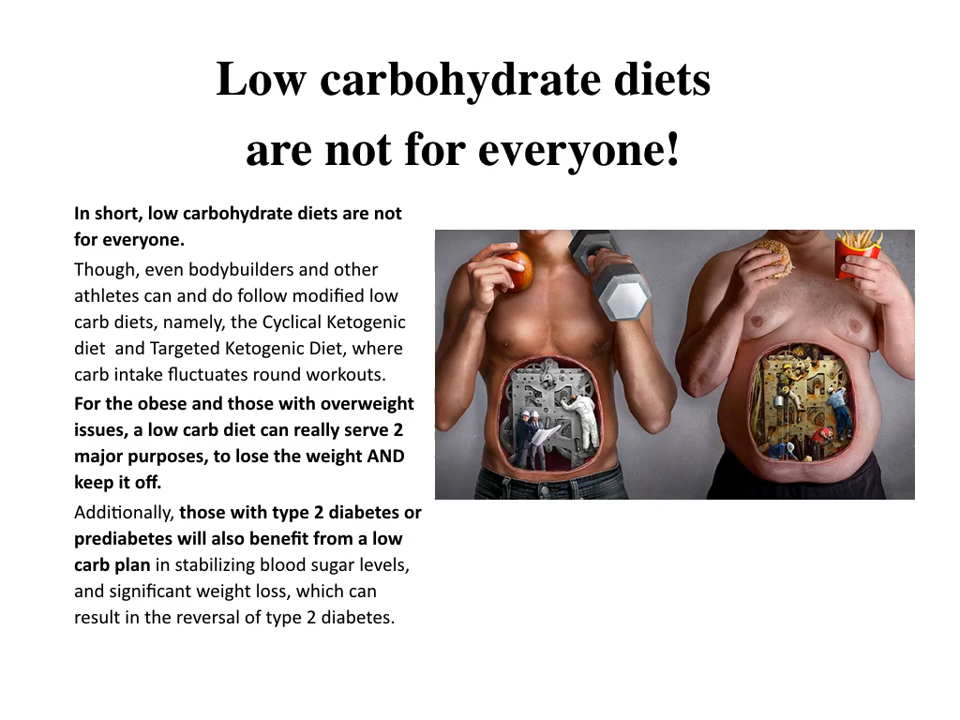 Low carbohydrate diets
are not for everyone!
In short, low carbohydrate diets are not
for everyone.
Though, even bodybuilders and other
athletes can and do follow modified low
carb diets, namely, the Cyclical Ketogenic
diet  and Targeted Ketogenic Diet, where
carb intake fluctuates round workouts.
For the obese and those with overweight
issues, a low carb diet can really serve 2
major purposes, to lose the weight AND
keep it off.
Additionally, those with type 2 diabetes or
prediabetes will also benefit from a low
carb plan in stabilizing blood sugar levels,
and significant weight loss, which can
result in the reversal of type 2 diabetes.